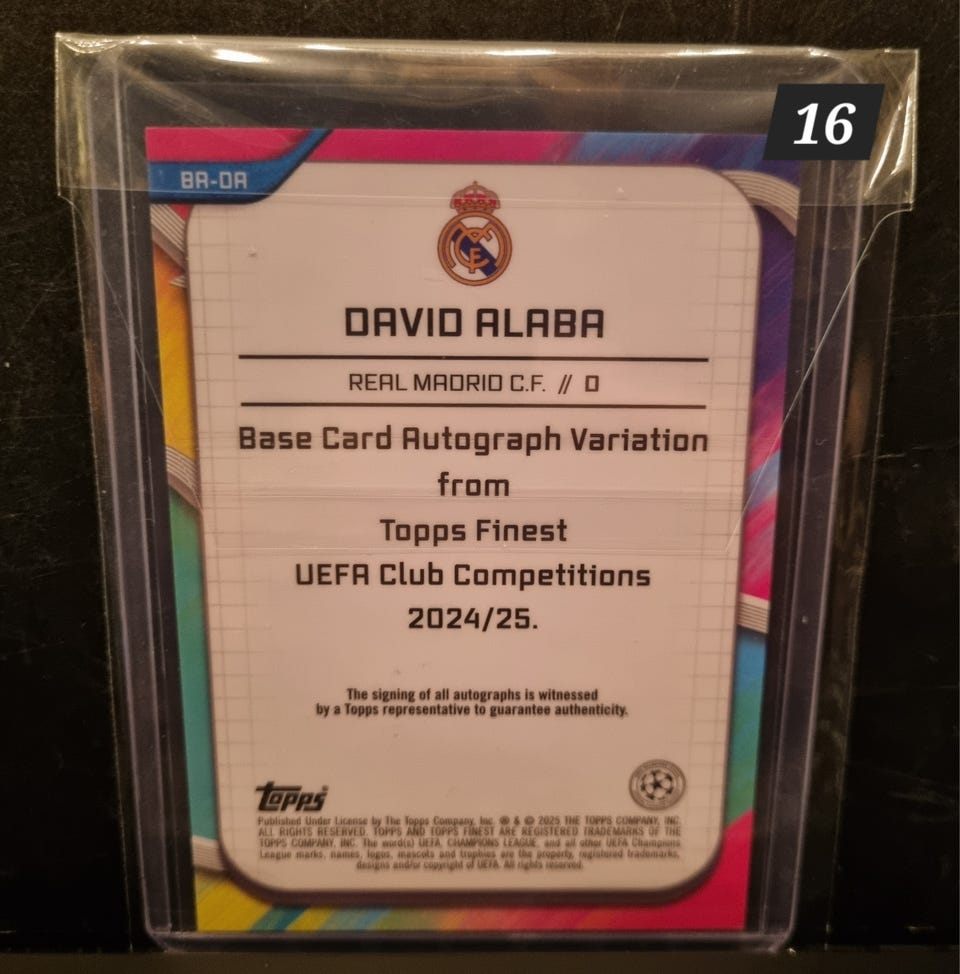 16
BA-DA
DAVID ALABA
REAL MADRID C.F. // D
Base Card Autograph Variation
from
Topps Finest
UEFA Club Competitions
2024/25.
The signing of all autographs is witnessed
by a Topps representative to guarantee authenticity.
topps
Published Under License by The Topps Company, Inc. ® & © 2025 THE TOPPS COMPANY, INC.
ALL RIGHTS RESERVED. TOPPS AND TOPPS FINEST ARE REGISTERED TRADEMARKS OF THE
TOPPS COMPANY, INC. The word(s) UEFA, CHAMPIONS LEAGUE, and all other UEFA Champions
League marks, names, logos, mascots and trophies are the property, registered trademarks,
designs and/or copyright of UEFA. All rights reserved.